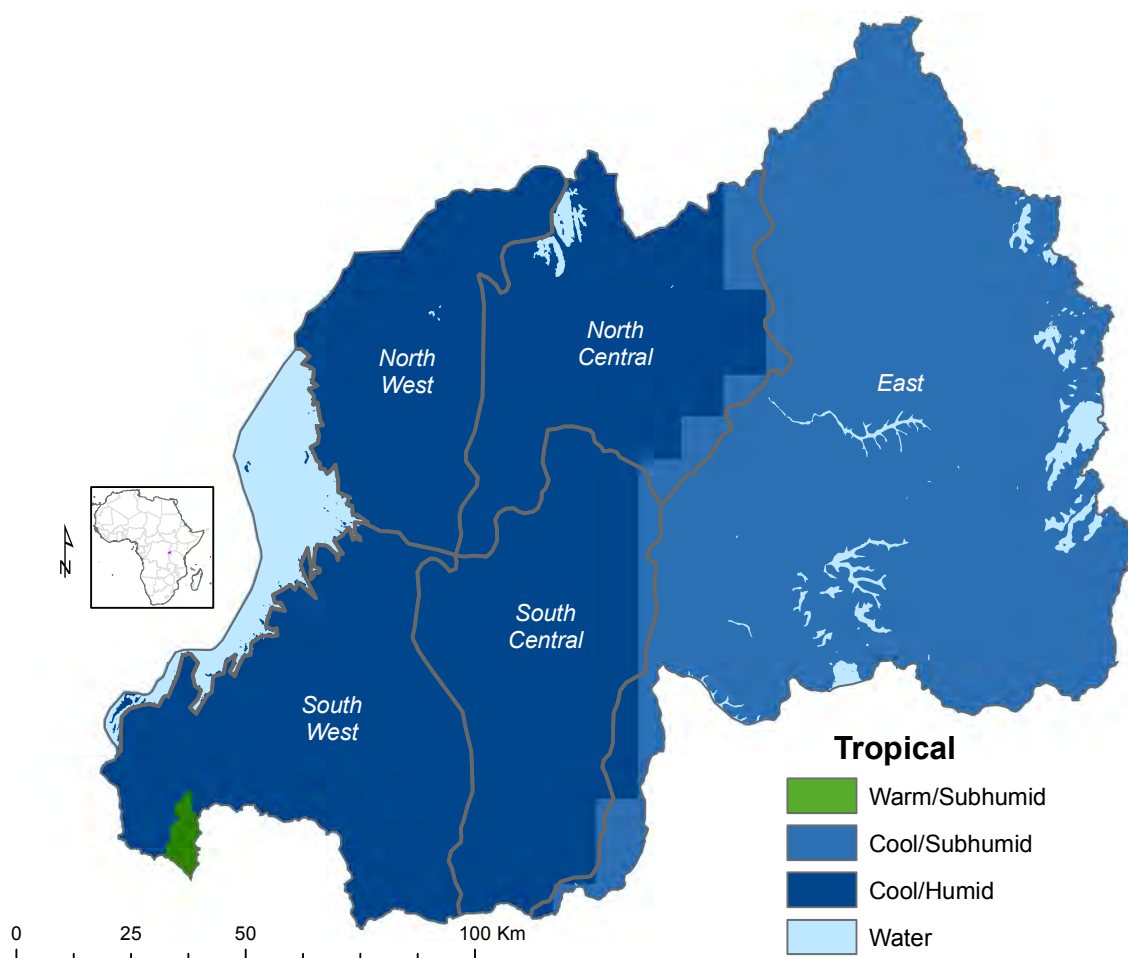 North
Central
North
West
East
South
Central
South
West
Tropical
Warm/Subhumid
Cool/Subhumid
Cool/Humid
Water
0 25 50 100 Km
N